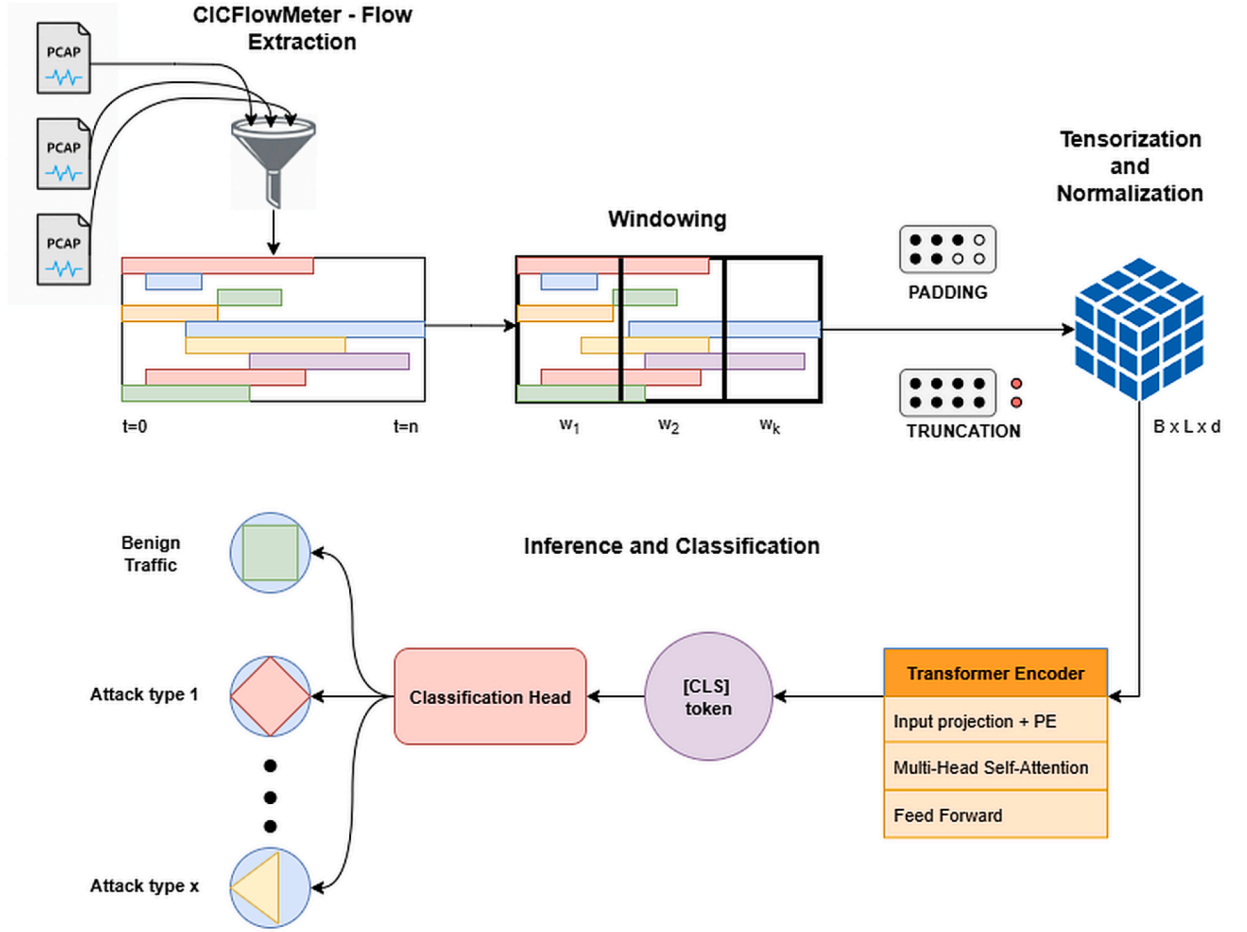 CICFlowMeter - Flow
Extraction
PCAP
PCAP
PCAP
t=0
t=n
Windowing
w1
w2
wk
PADDING
TRUNCATION
Tensorization
and
Normalization
B x L x d
Inference and Classification
Benign
Traffic
Attack type 1
Attack type x
Classification Head
[CLS]
token
Transformer Encoder
Input projection + PE
Multi-Head Self-Attention
Feed Forward